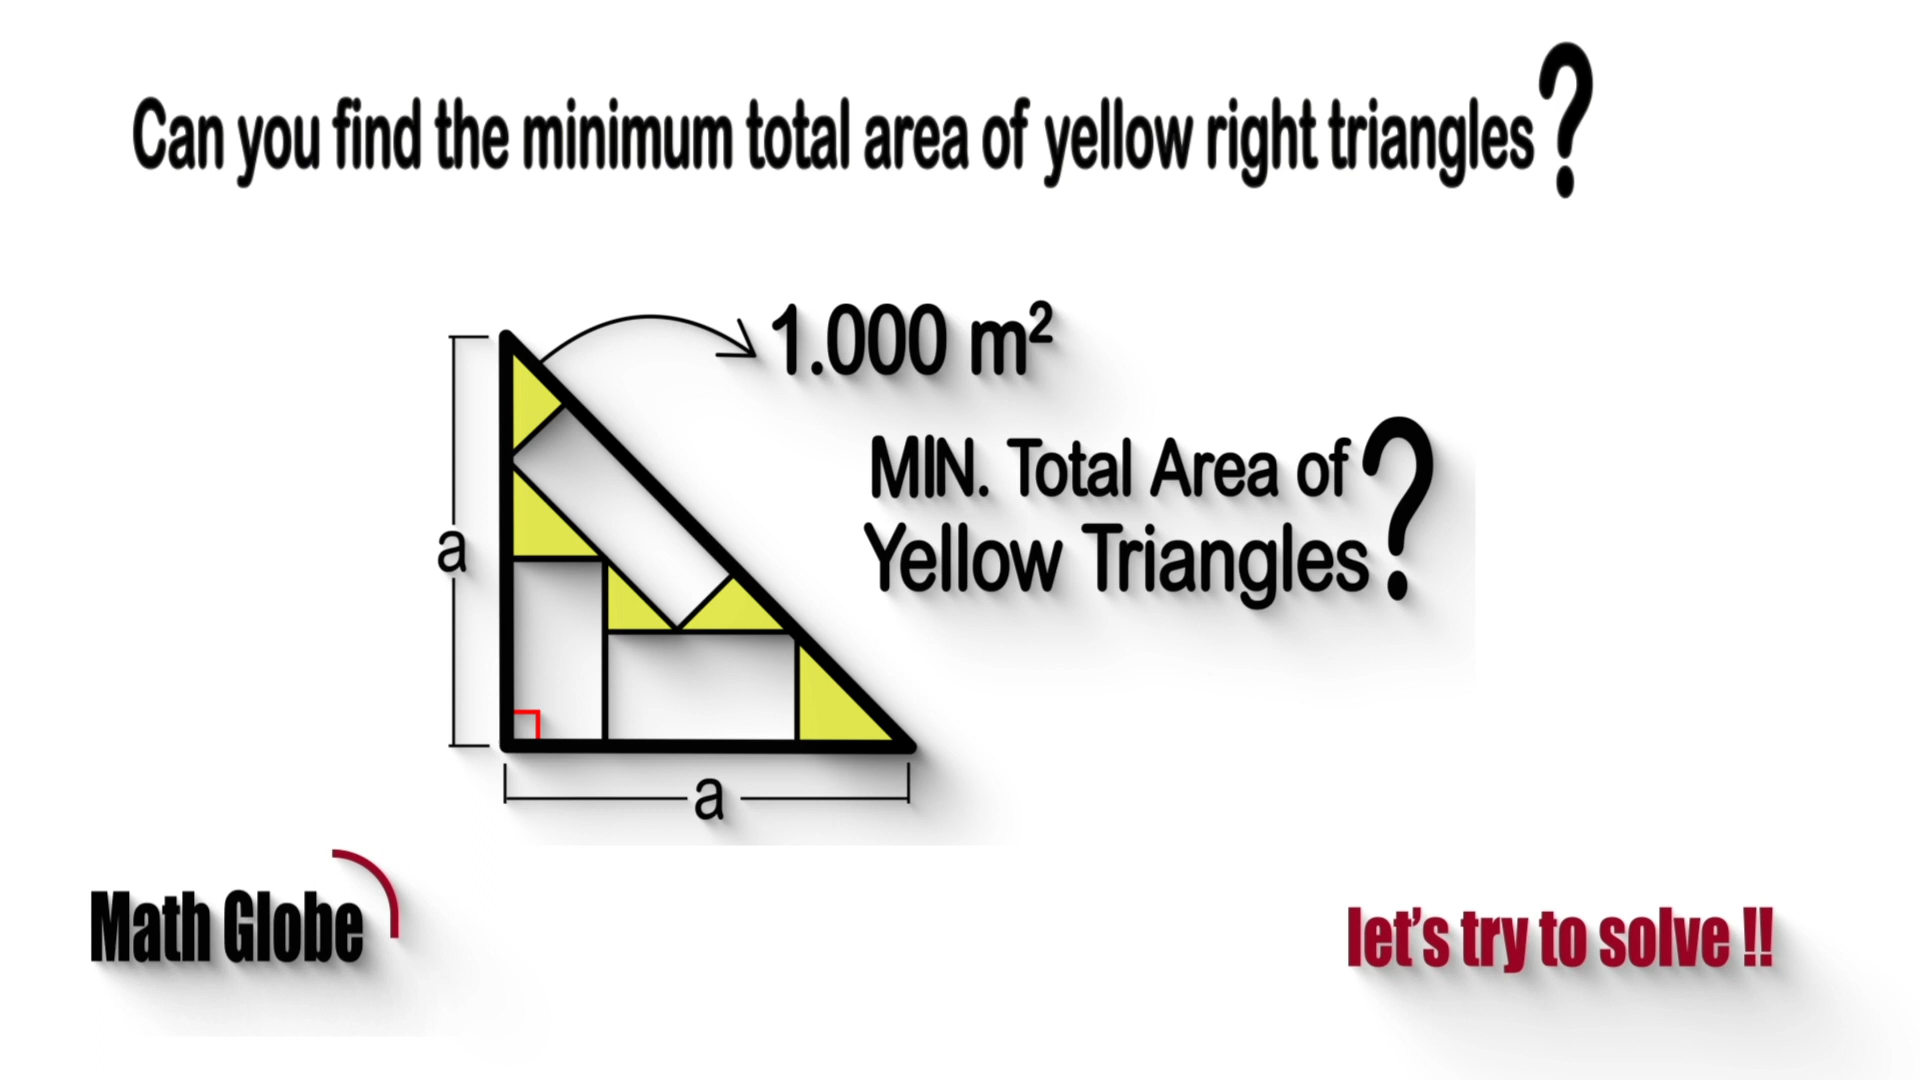 Can you find the minimum total area of yellow right triangles?
1.000 m²
MIN. Total Area of
Yellow Triangles?
a
a
Math Globe
let's try to solve !!